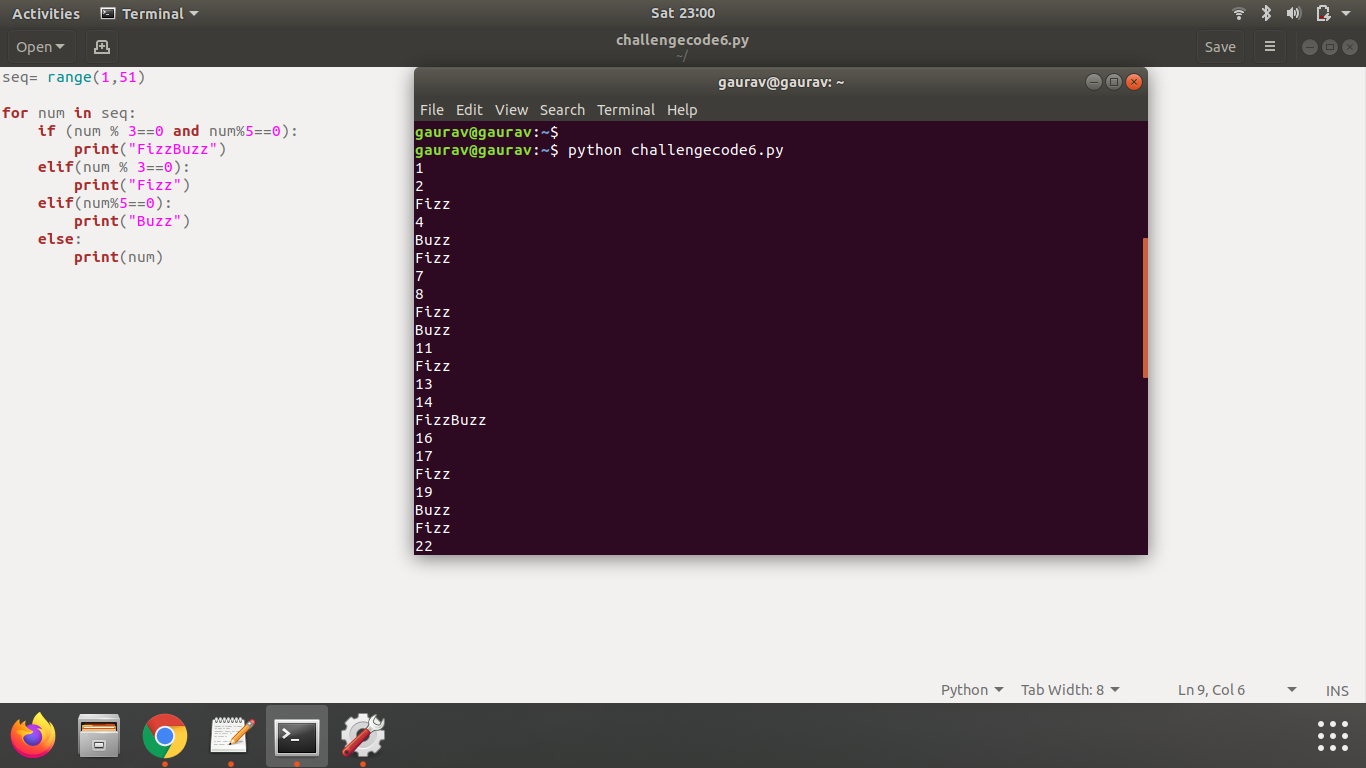 Activities Terminal Sat 23:00
Open challengecode6.py Save
~/
seq= range(1,51)

for num in seq:
    if (num % 3==0 and num%5==0):
        print("FizzBuzz")
    elif(num % 3==0):
        print("Fizz")
    elif(num%5==0):
        print("Buzz")
    else:
        print(num)
gaurav@gaurav: ~
File Edit View Search Terminal Help
gaurav@gaurav:~$
gaurav@gaurav:~$ python challengecode6.py
1
2
Fizz
4
Buzz
Fizz
7
8
Fizz
Buzz
11
Fizz
13
14
FizzBuzz
16
17
Fizz
19
Buzz
Fizz
22
Python Tab Width: 8 Ln 9, Col 6 INS